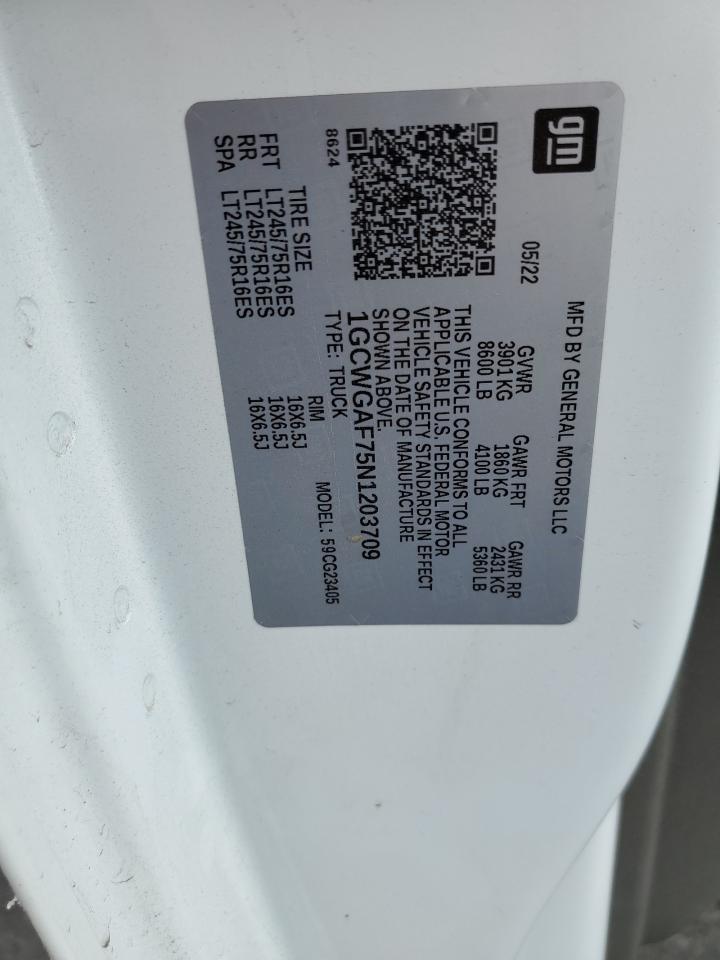 gm
MFD BY GENERAL MOTORS LLC
05/22
GVWR GAWR FRT GAWR RR
3901 KG 1860 KG 2431 KG
8600 LB 4100 LB 5360 LB
THIS VEHICLE CONFORMS TO ALL
APPLICABLE U.S. FEDERAL MOTOR
VEHICLE SAFETY STANDARDS IN EFFECT
ON THE DATE OF MANUFACTURE
SHOWN ABOVE.
1GCWGAF75N1203709
TYPE: TRUCK MODEL: 59CG23405
8624
TIRE SIZE RIM
FRT LT245/75R16ES 16X6.5J
RR LT245/75R16ES 16X6.5J
SPA LT245/75R16ES 16X6.5J